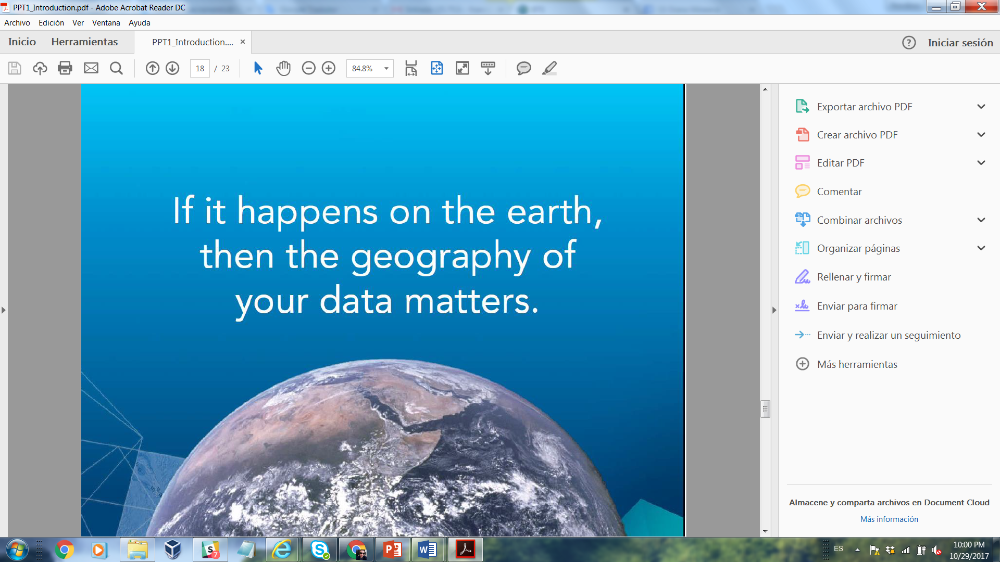 PPT1_Introduction.pdf - Adobe Acrobat Reader DC
Archivo Edición Ver Ventana Ayuda
Inicio Herramientas PPT1_Introduction.... Iniciar sesión
18 / 23 84.8%
If it happens on the earth,
then the geography of
your data matters.
Exportar archivo PDF
Crear archivo PDF
Editar PDF
Comentar
Combinar archivos
Organizar páginas
Rellenar y firmar
Enviar para firmar
Enviar y realizar un seguimiento
Más herramientas
Almacene y comparta archivos en Document Cloud
Más información
7
ES
10:00 PM
10/29/2017